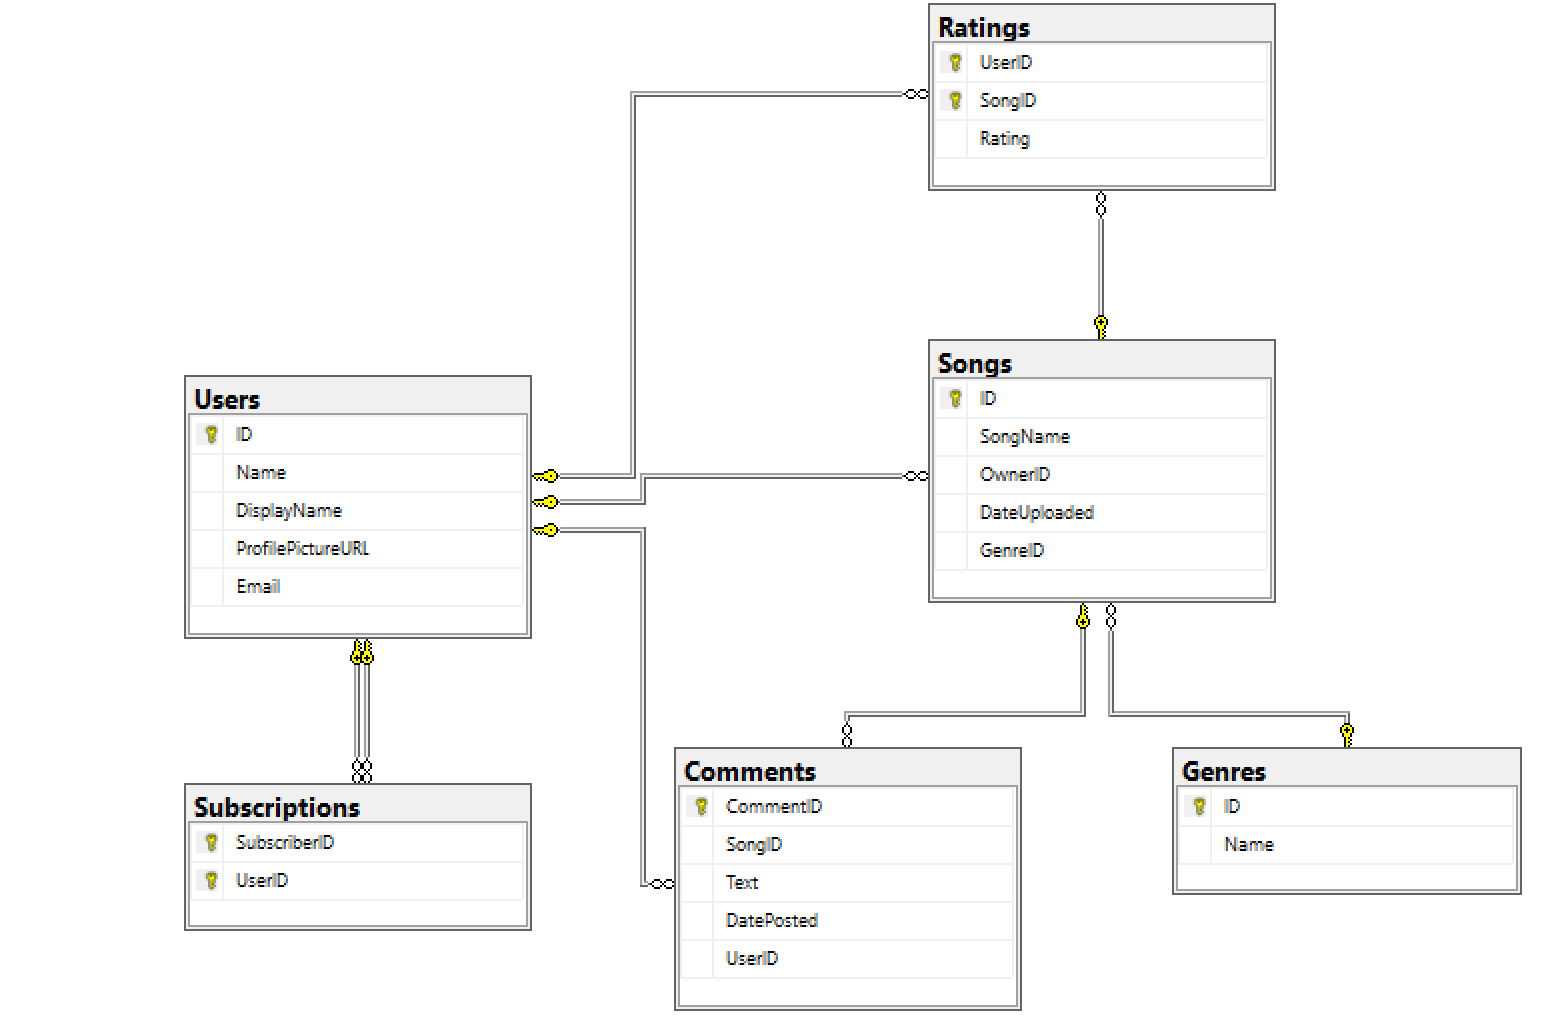 Ratings
UserID
SongID
Rating
Songs
ID
SongName
OwnerID
DateUploaded
GenreID
Users
ID
Name
DisplayName
ProfilePictureURL
Email
Subscriptions
SubscriberID
UserID
Comments
CommentID
SongID
Text
DatePosted
UserID
Genres
ID
Name